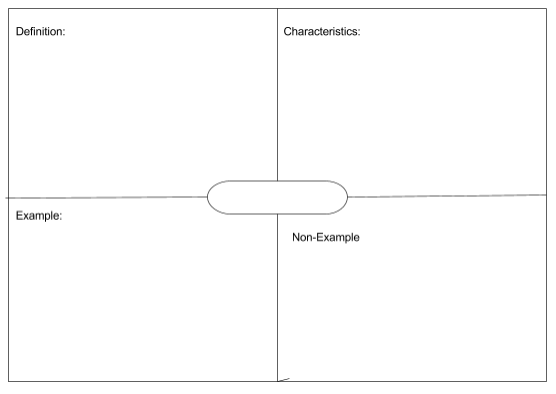 Definition:
Characteristics:
Example:
Non-Example